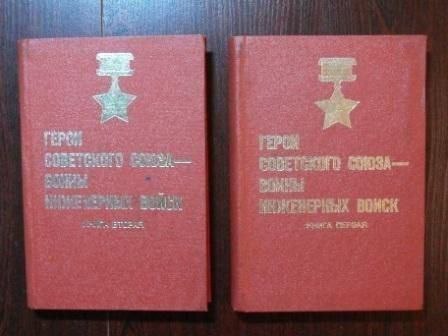 ГЕРОИ
СОВЕТСКОГО СОЮЗА—
ВОИНЫ
ИНЖЕНЕРНЫХ ВОЙСК
КНИГА ВТОРАЯ
ГЕРОИ
СОВЕТСКОГО СОЮЗА—
ВОИНЫ
ИНЖЕНЕРНЫХ ВОЙСК
КНИГА ПЕРВАЯ